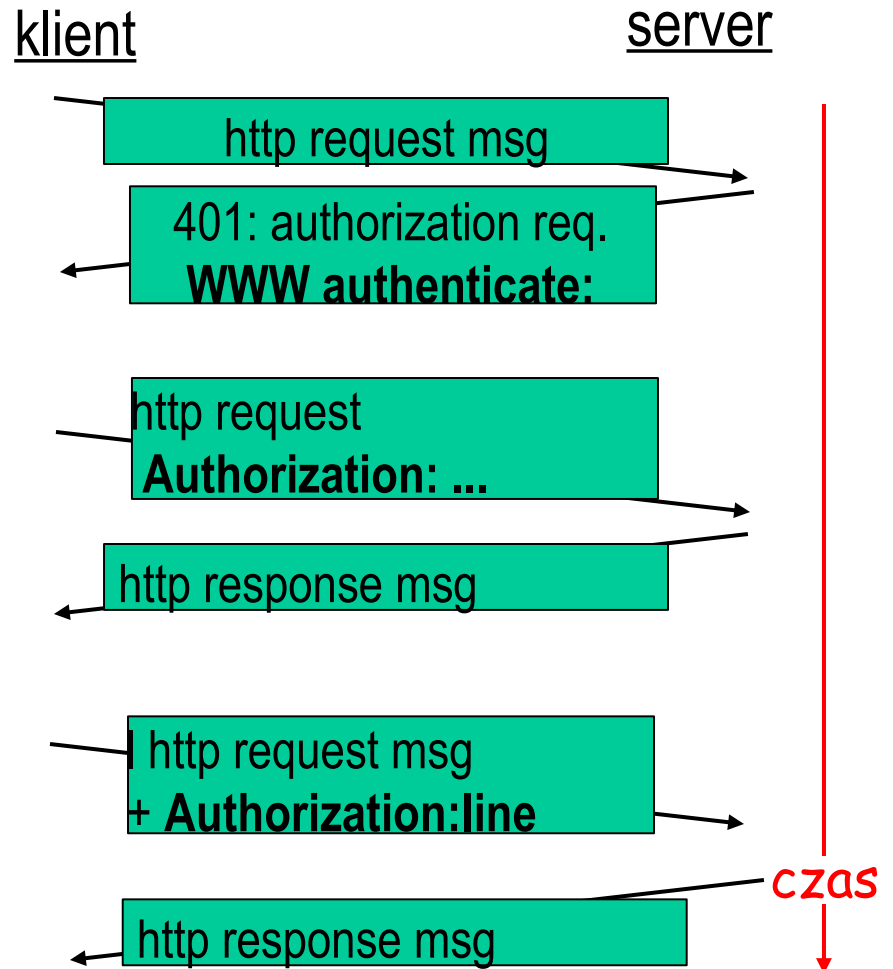 klient
server
http request msg
401: authorization req.
WWW authenticate:
http request
Authorization: ...
http response msg
l http request msg
+ Authorization:line
czas
http response msg